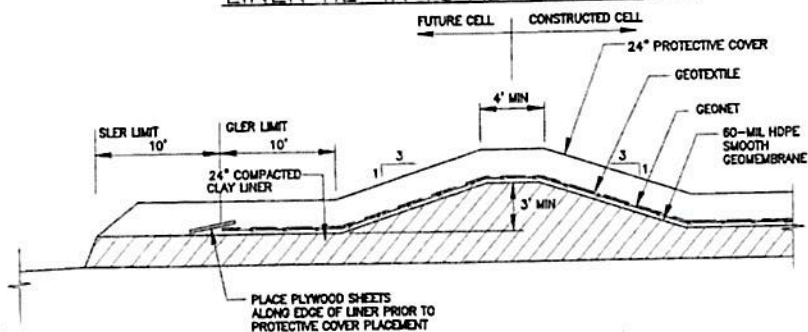 FUTURE CELL
CONSTRUCTED CELL
24" PROTECTIVE COVER
GEOTEXTILE
4' MIN
GEONET
SLER LIMIT
GLER LIMIT
60-MIL HDPE
SMOOTH
GEOMEMBRANE
10'
10'
3
1
3
1
24" COMPACTED
CLAY LINER
3' MIN
PLACE PLYWOOD SHEETS
ALONG EDGE OF LINER PRIOR TO
PROTECTIVE COVER PLACEMENT